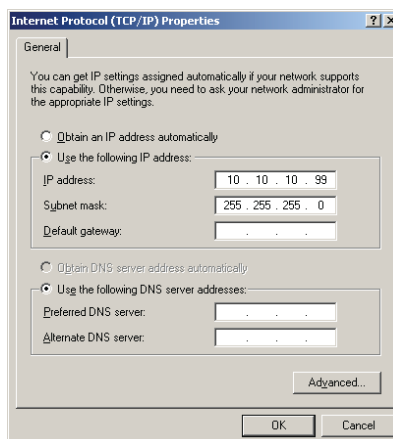 Internet Protocol (TCP/IP) Properties
? ×
General
You can get IP settings assigned automatically if your network supports
this capability. Otherwise, you need to ask your network administrator for
the appropriate IP settings.
Obtain an IP address automatically
Use the following IP address:
IP address: 10 . 10 . 10 . 99
Subnet mask: 255 . 255 . 255 . 0
Default gateway: . . .
Obtain DNS server address automatically
Use the following DNS server addresses:
Preferred DNS server: . . .
Alternate DNS server: . . .
Advanced...
OK Cancel